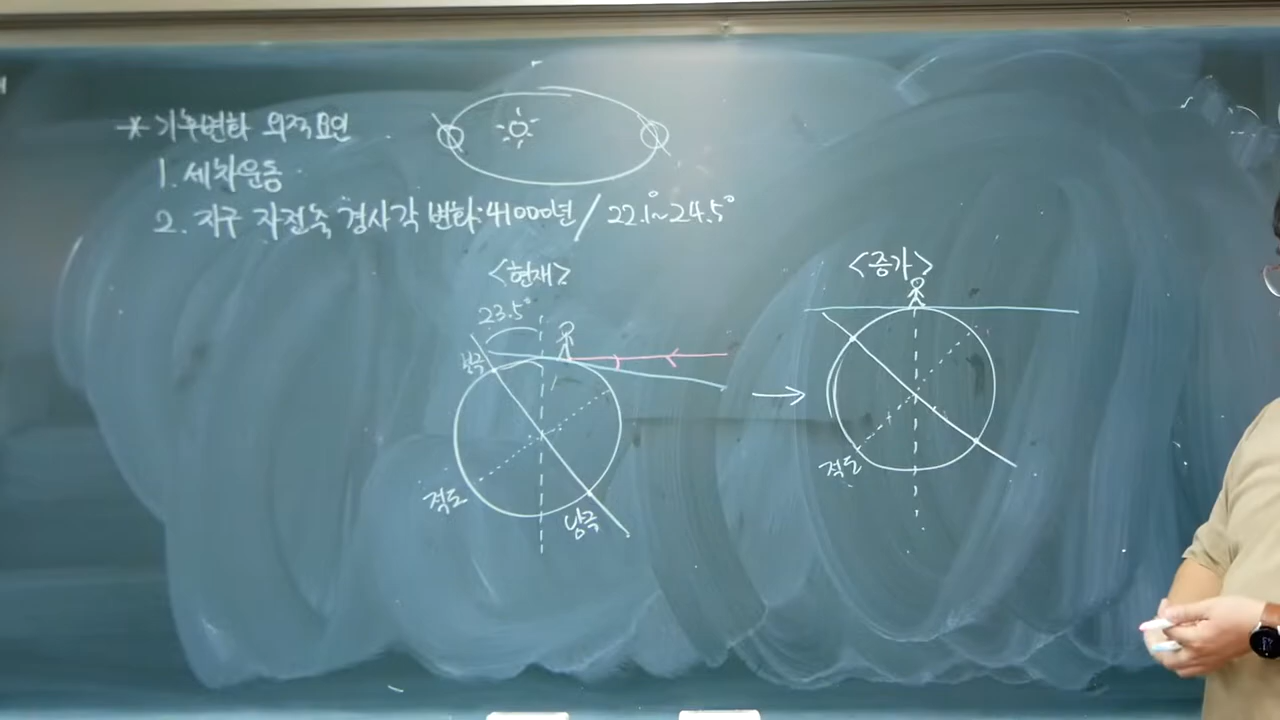 * 기후변화 외적요인
1. 세차운동
2. 지구 자전축 경사각 변화:41000년 / 22.1°~24.5°
<현재>
23.5°
북극
적도
남극
<증가>
적도